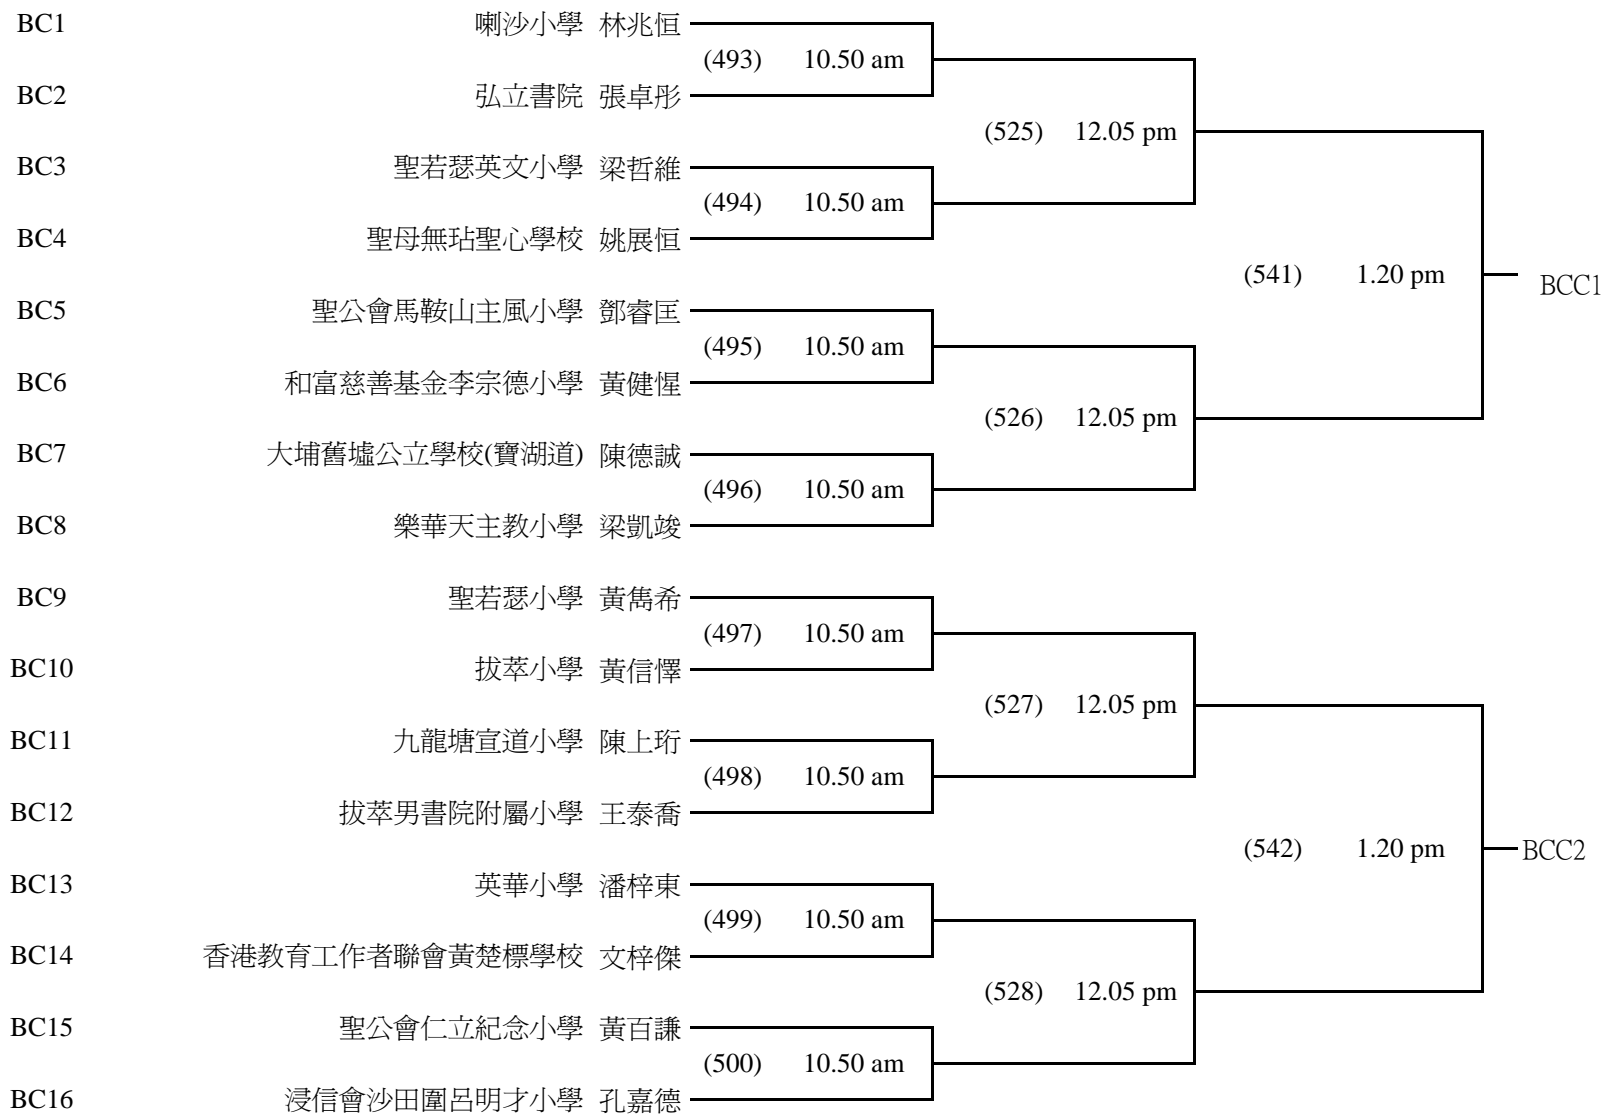 BC1 喇沙小學 林兆恒
(493) 10.50 am
BC2 弘立書院 張卓彤
(525) 12.05 pm
BC3 聖若瑟英文小學 梁哲維
(494) 10.50 am
BC4 聖母無玷聖心學校 姚展恒
(541) 1.20 pm BCC1
BC5 聖公會馬鞍山主風小學 鄧睿匡
(495) 10.50 am
BC6 和富慈善基金李宗德小學 黃健惺
(526) 12.05 pm
BC7 大埔舊墟公立學校(寶湖道) 陳德誠
(496) 10.50 am
BC8 樂華天主教小學 梁凱竣
BC9 聖若瑟小學 黃雋希
(497) 10.50 am
BC10 拔萃小學 黃信懌
(527) 12.05 pm
BC11 九龍塘宣道小學 陳上珩
(498) 10.50 am
BC12 拔萃男書院附屬小學 王泰喬
(542) 1.20 pm BCC2
BC13 英華小學 潘梓東
(499) 10.50 am
BC14 香港教育工作者聯會黃楚標學校 文梓傑
(528) 12.05 pm
BC15 聖公會仁立紀念小學 黃百謙
(500) 10.50 am
BC16 浸信會沙田圍呂明才小學 孔嘉德